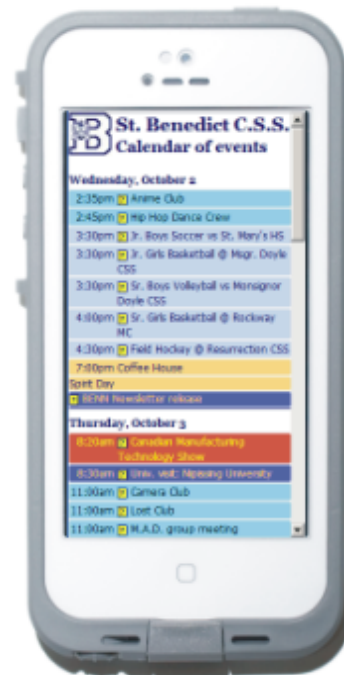 St. Benedict C.S.S.
Calendar of events
Wednesday, October 2
2:35pm Anime Club
2:45pm Hip Hop Dance Crew
3:30pm Jr. Boys Soccer vs St. Mary's HS
3:30pm Jr. Girls Basketball @ Msgr. Doyle
CSS
3:30pm Sr. Boys Volleyball vs Monsignor
Doyle CSS
4:00pm Sr. Girls Basketball @ Rockway
MC
4:30pm Field Hockey @ Resurrection CSS
7:00pm Coffee House
Spirit Day
BENN Newsletter release
Thursday, October 3
8:20am Canadian Manufacturing
Technology Show
8:30am Univ. visit: Nipissing University
11:00am Camera Club
11:00am Lost Club
11:00am M.A.D. group meeting